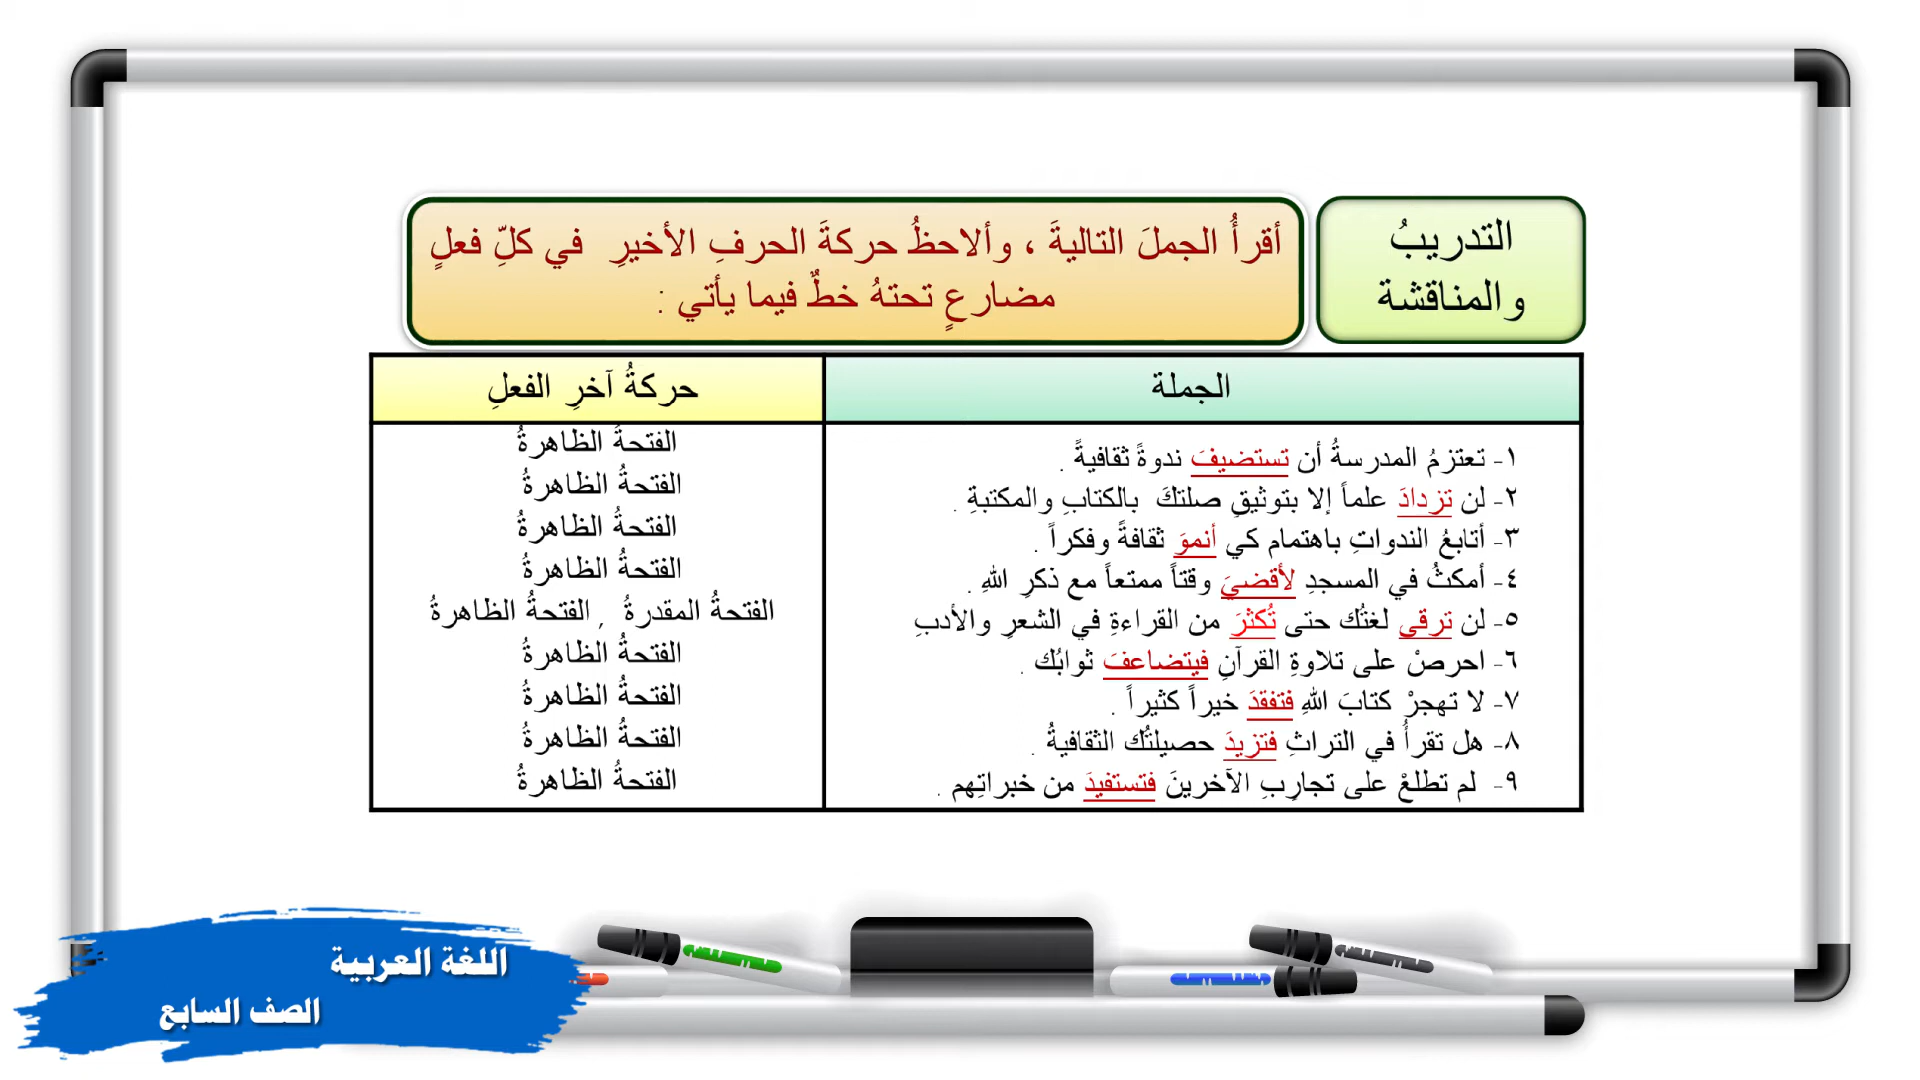 التدريبُ
والمناقشة
أقرأُ الجملَ التاليةَ ، وألاحظُ حركةَ الحرفِ الأخيرِ في كلِّ فعلٍ
مضارعٍ تحتهُ خطٌ فيما يأتي :
الجملة
حركةُ آخرِ الفعلِ
١- تعتزمُ المدرسةُ أن تستضيفَ ندوةً ثقافيةً .
٢- لن تزدادَ علماً إلا بتوثيقِ صلتكَ بالكتابِ والمكتبةِ .
٣- أتابعُ الندواتِ باهتمام كي أنموَ ثقافةً وفكراً .
٤- أمكثُ في المسجدِ لأقضيَ وقتاً ممتعاً مع ذكرِ اللهِ .
٥- لن ترقى لغتُك حتى تُكثرَ من القراءةِ في الشعرِ والأدبِ
٦- احرصْ على تلاوةِ القرآنِ فيتضاعفَ ثوابُك .
٧- لا تهجرْ كتابَ اللهِ فتفقدَ خيراً كثيراً .
٨- هل تقرأُ في التراثِ فتزيدَ حصيلتُك الثقافيةُ .
٩- لم تطلعْ على تجارِبِ الآخرينَ فتستفيدَ من خبراتِهم .
الفتحةُ الظاهرةُ
الفتحةُ الظاهرةُ
الفتحةُ الظاهرةُ
الفتحةُ الظاهرةُ
الفتحةُ المقدرةُ , الفتحةُ الظاهرةُ
الفتحةُ الظاهرةُ
الفتحةُ الظاهرةُ
الفتحةُ الظاهرةُ
الفتحةُ الظاهرةُ
اللغة العربية
الصف السابع